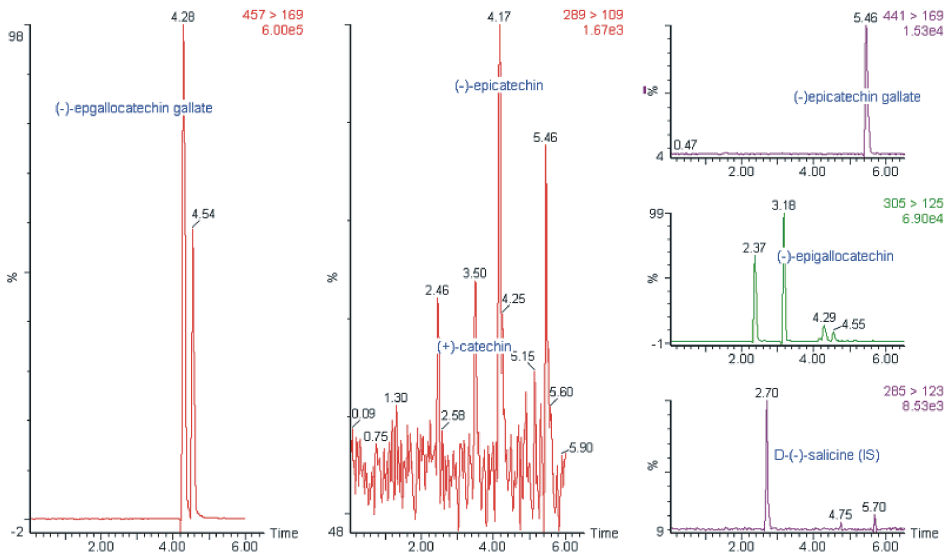 457 > 169
6.00e5
98
4.28
(-)-epgallocatechin gallate
4.54
%
-2
2.00
4.00
6.00
Time
289 > 109
1.67e3
4.17
(-)-epicatechin
5.46
%
2.46
3.50
4.25
(+)-catechin
5.15
5.60
0.09
0.75
1.30
2.58
5.90
48
2.00
4.00
6.00
Time
441 > 169
1.53e4
5.46
%
(-)epicatechin gallate
0.47
4
2.00
4.00
6.00
305 > 125
6.90e4
99
3.18
2.37
(-)-epigallocatechin
%
4.29
4.55
-1
2.00
4.00
6.00
285 > 123
8.53e3
2.70
D-(-)-salicine (IS)
%
4.75
5.70
9
2.00
4.00
6.00
Time